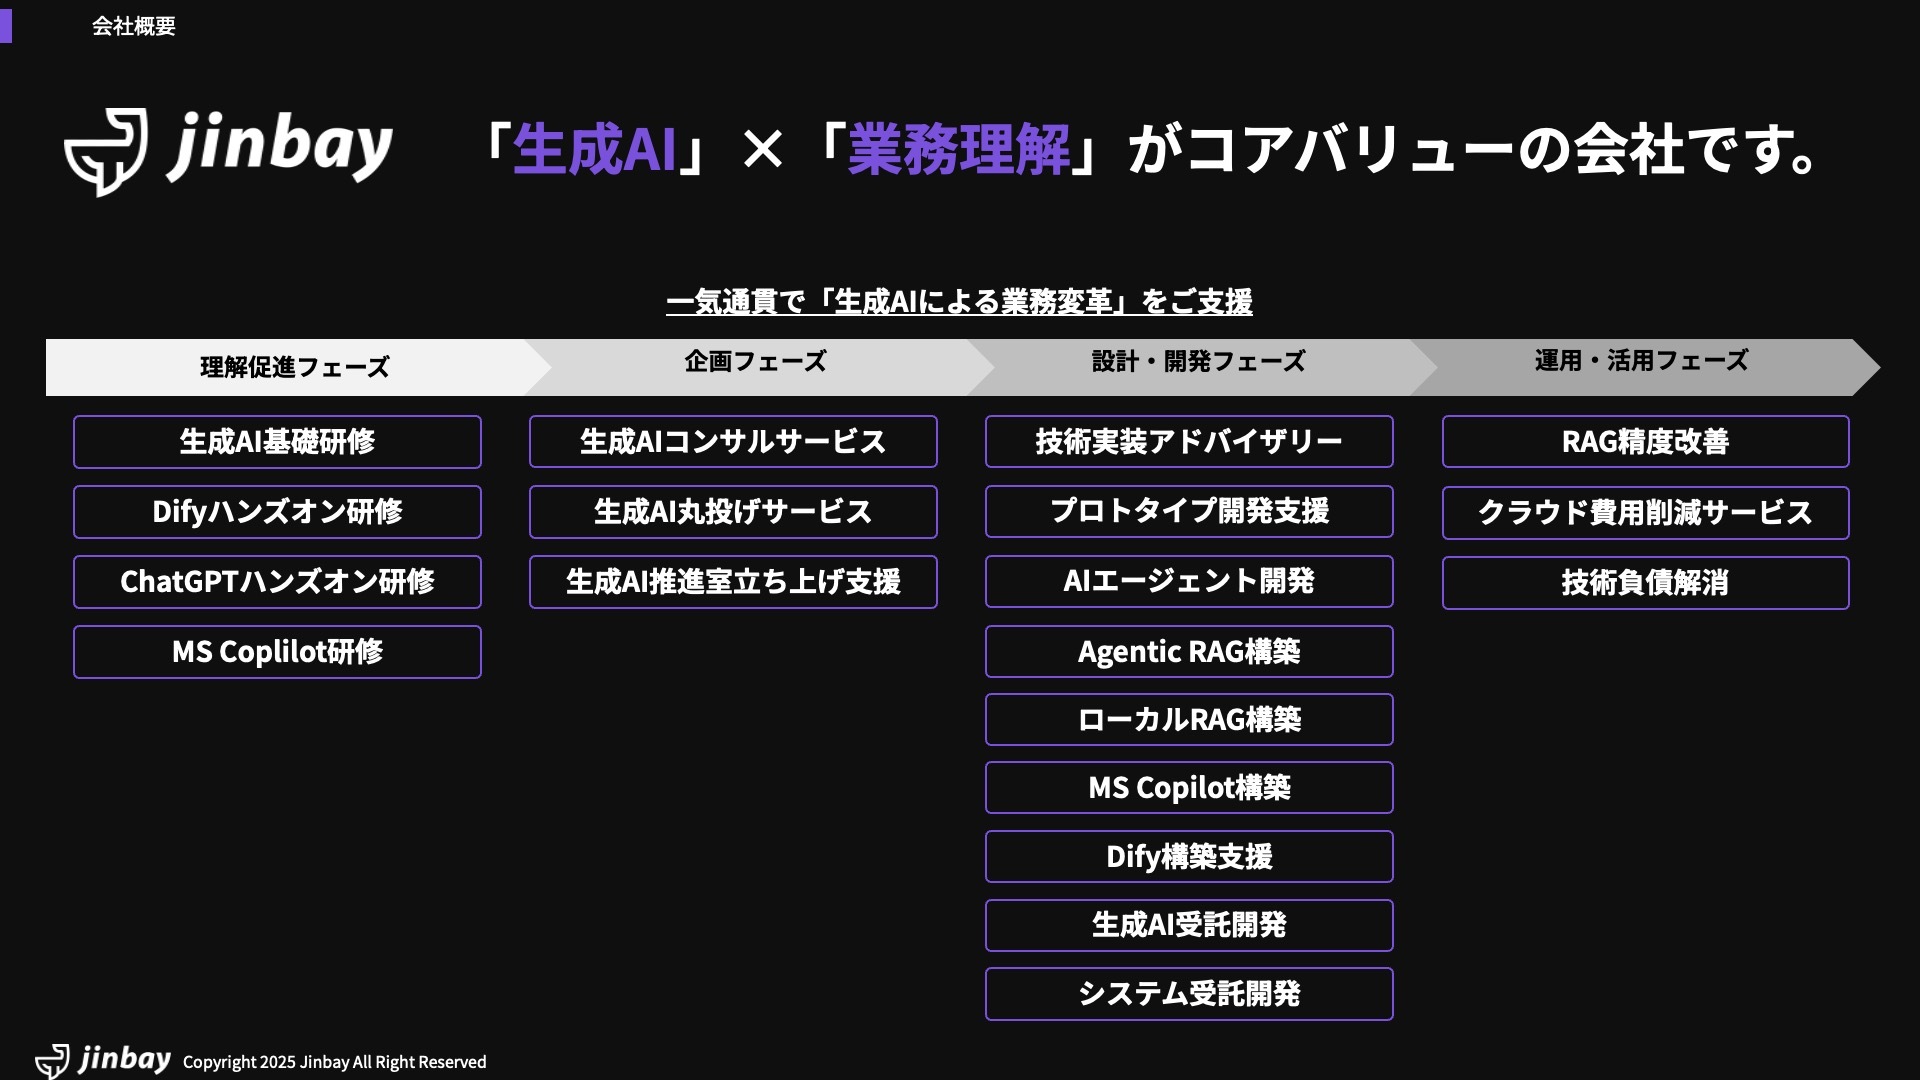 会社概要
jinbay
「生成AI」×「業務理解」がコアバリューの会社です。
一気通貫で「生成AIによる業務変革」をご支援
理解促進フェーズ
企画フェーズ
設計・開発フェーズ
運用・活用フェーズ
生成AI基礎研修
Difyハンズオン研修
ChatGPTハンズオン研修
MS Coplilot研修
生成AIコンサルサービス
生成AI丸投げサービス
生成AI推進室立ち上げ支援
技術実装アドバイザリー
プロトタイプ開発支援
AIエージェント開発
Agentic RAG構築
ローカルRAG構築
MS Copilot構築
Dify構築支援
生成AI受託開発
システム受託開発
RAG精度改善
クラウド費用削減サービス
技術負債解消
jinbay Copyright 2025 Jinbay All Right Reserved